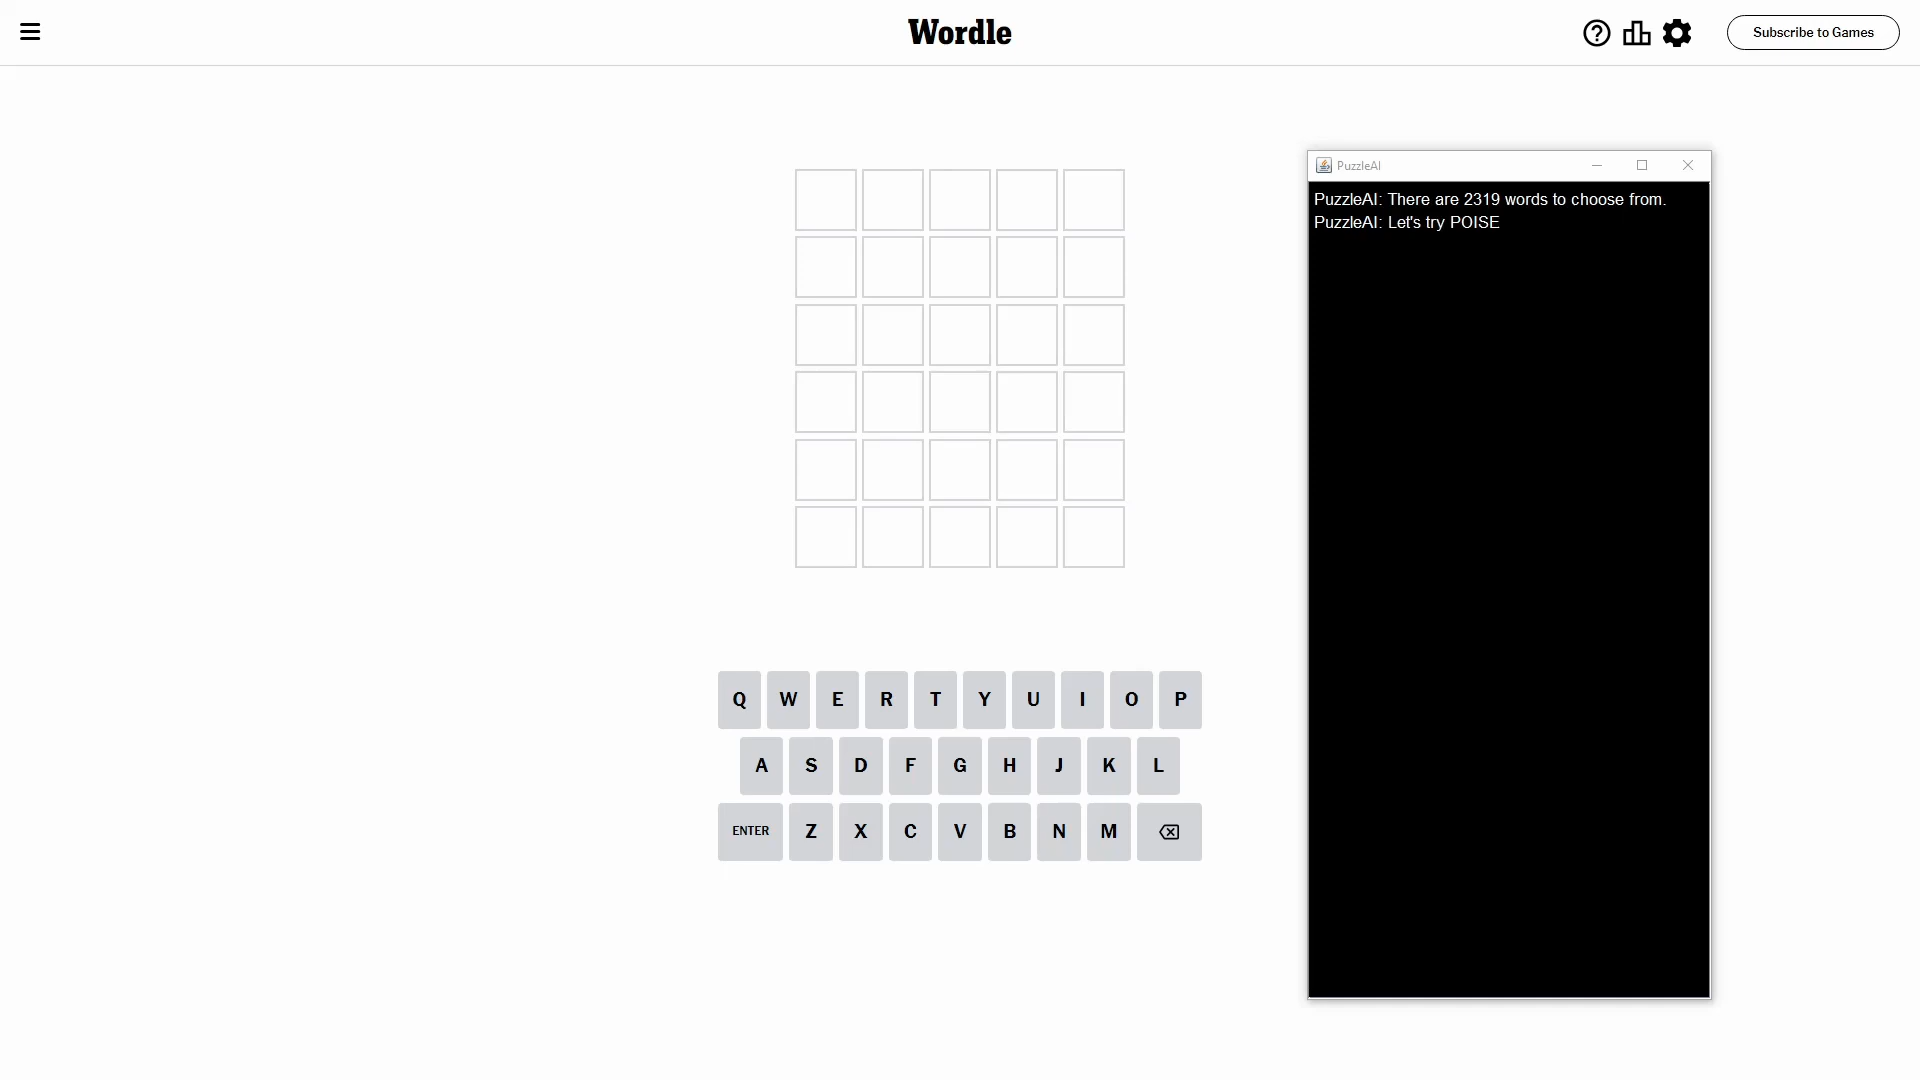 Wordle
Subscribe to Games
PuzzleAI
PuzzleAI: There are 2319 words to choose from.
PuzzleAI: Let's try POISE
Q W E R T Y U I O P
A S D F G H J K L
ENTER Z X C V B N M